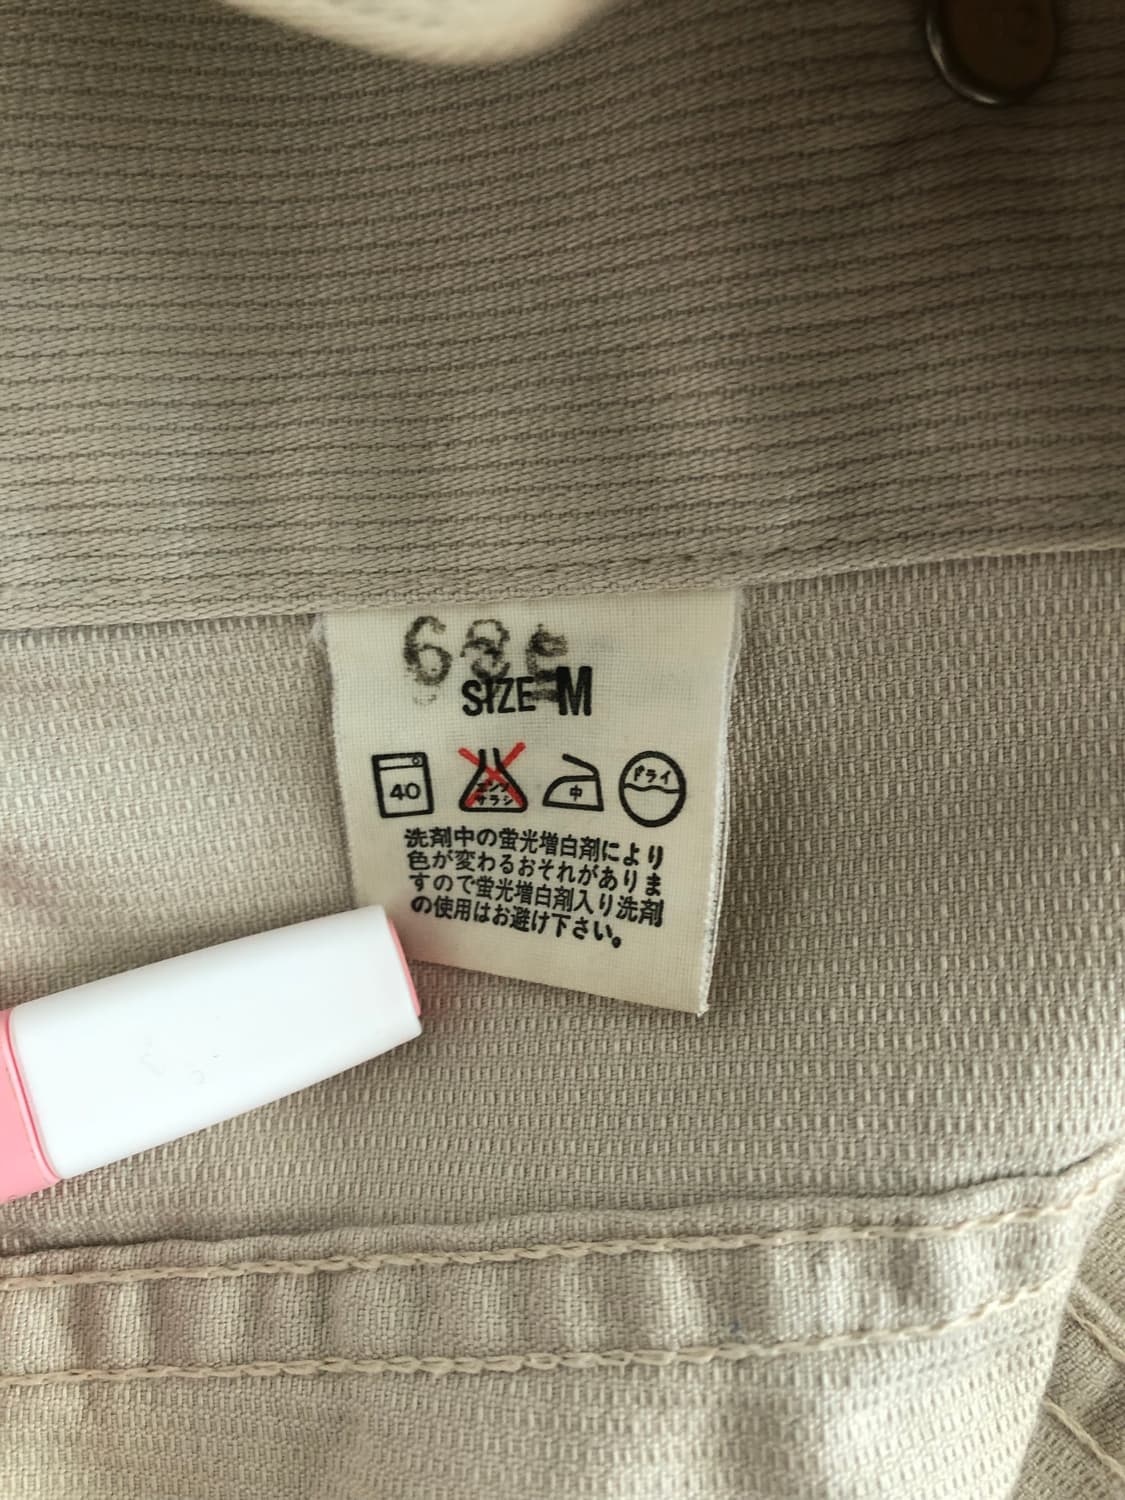 SIZE M
40
エンソ
サラシ
中
ドライ
洗剤中の蛍光増白剤により
色が変わるおそれがありま
すので蛍光増白剤入り洗剤
の使用はお避け下さい。